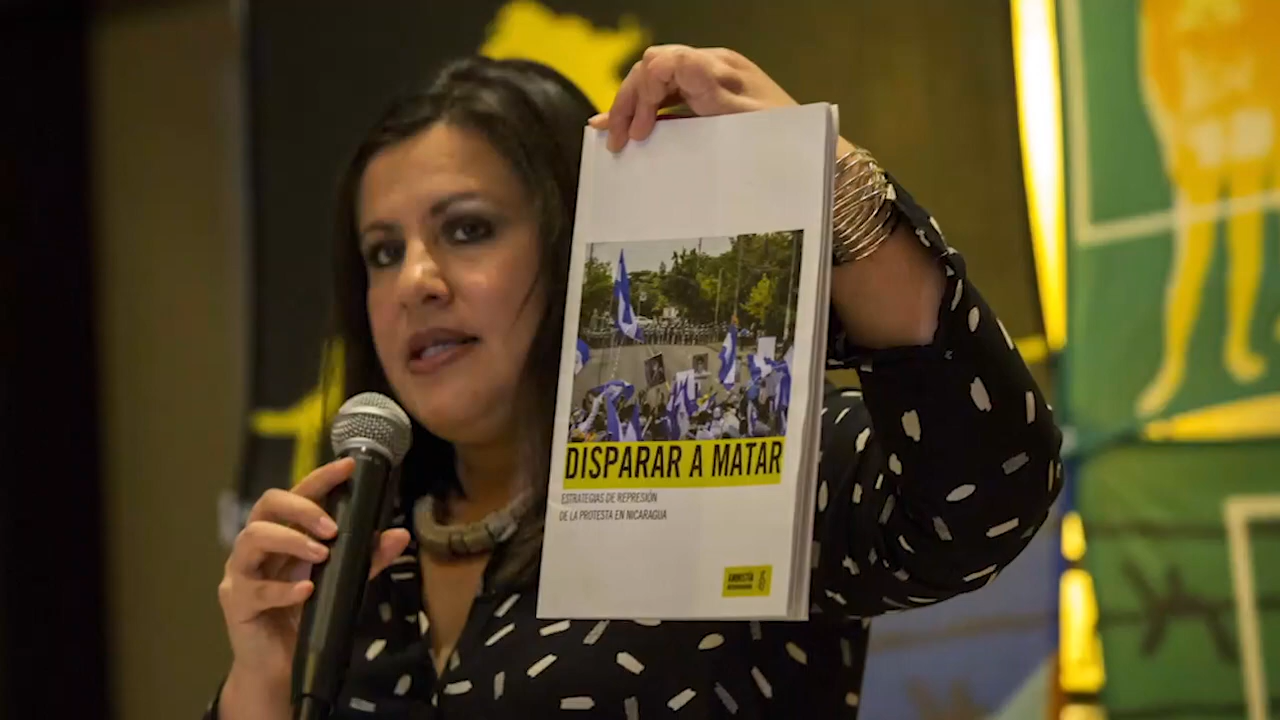 DISPARAR A MATAR
ESTRATEGIAS DE REPRESIÓN
DE LA PROTESTA EN NICARAGUA
AMNISTÍA